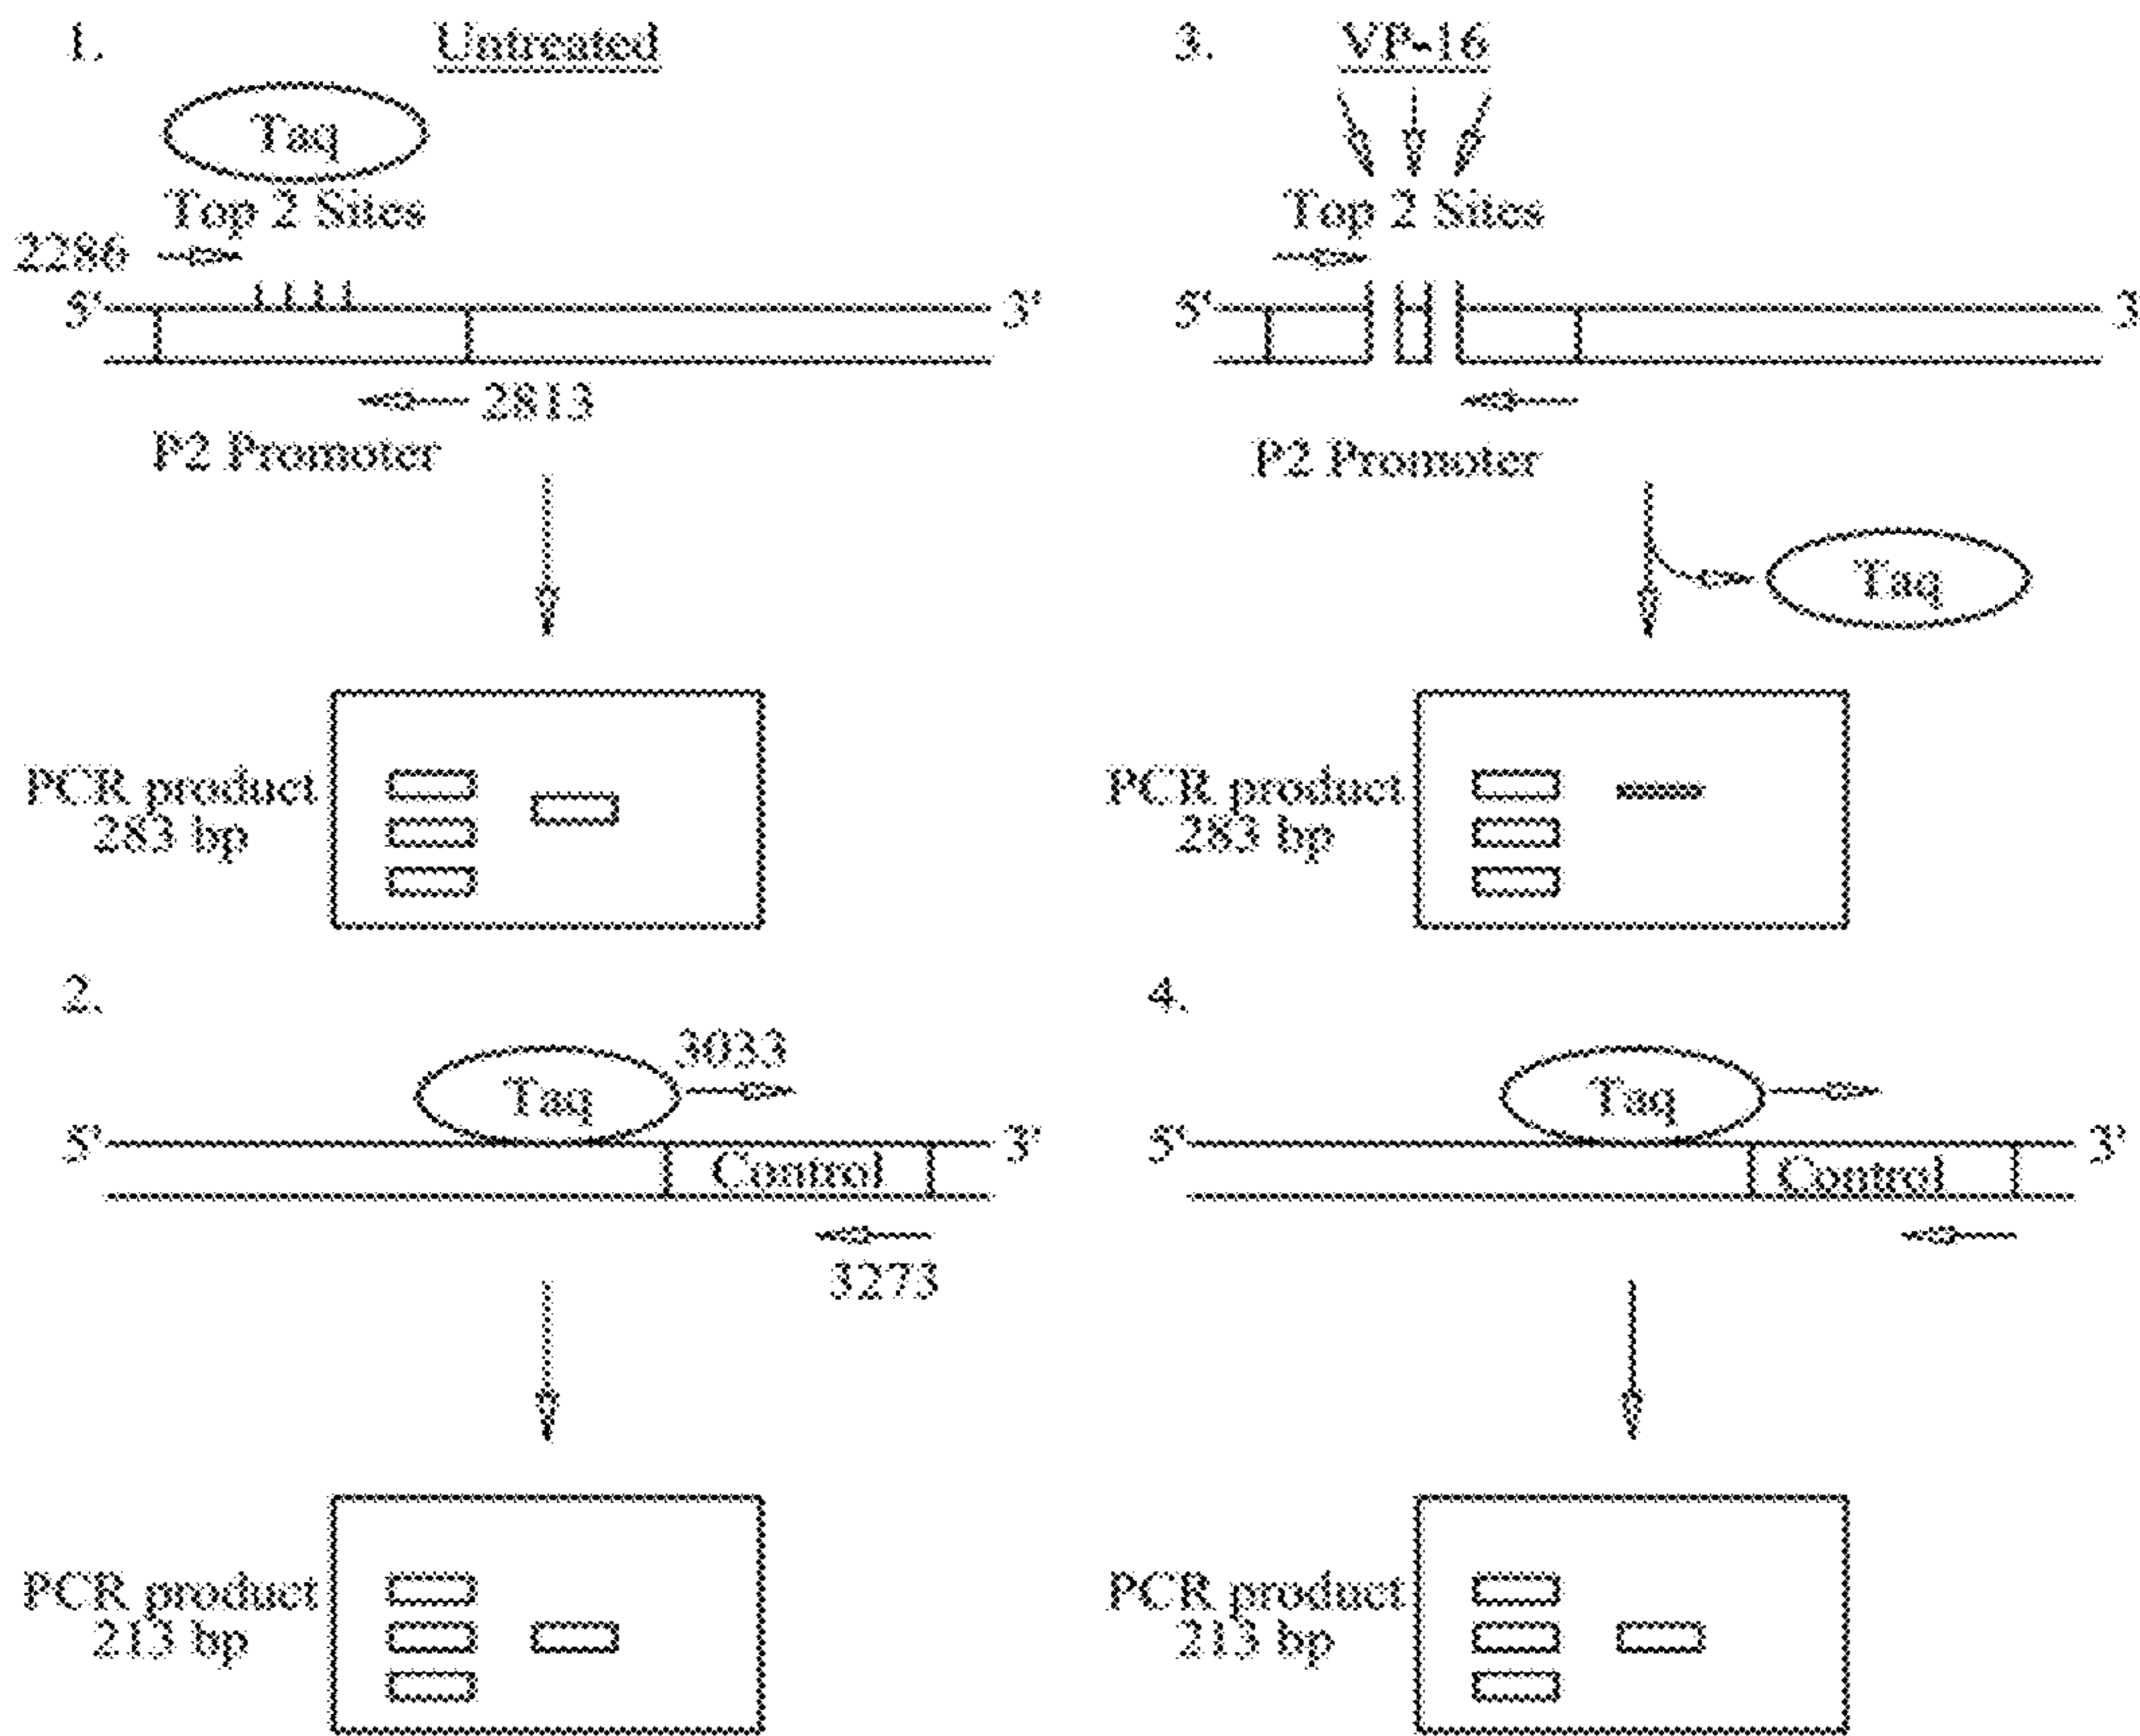 1.
Untreated
Taq
Top 2 Sites
2286
5'
3'
2813
P2 Promoter
PCR product
283 bp
3.
VP-16
Top 2 Sites
5'
3'
P2 Promoter
Taq
PCR product
283 bp
2.
Taq
3033
5'
3'
Control
3273
PCR product
213 bp
4.
Taq
5'
3'
Control
PCR product
213 bp